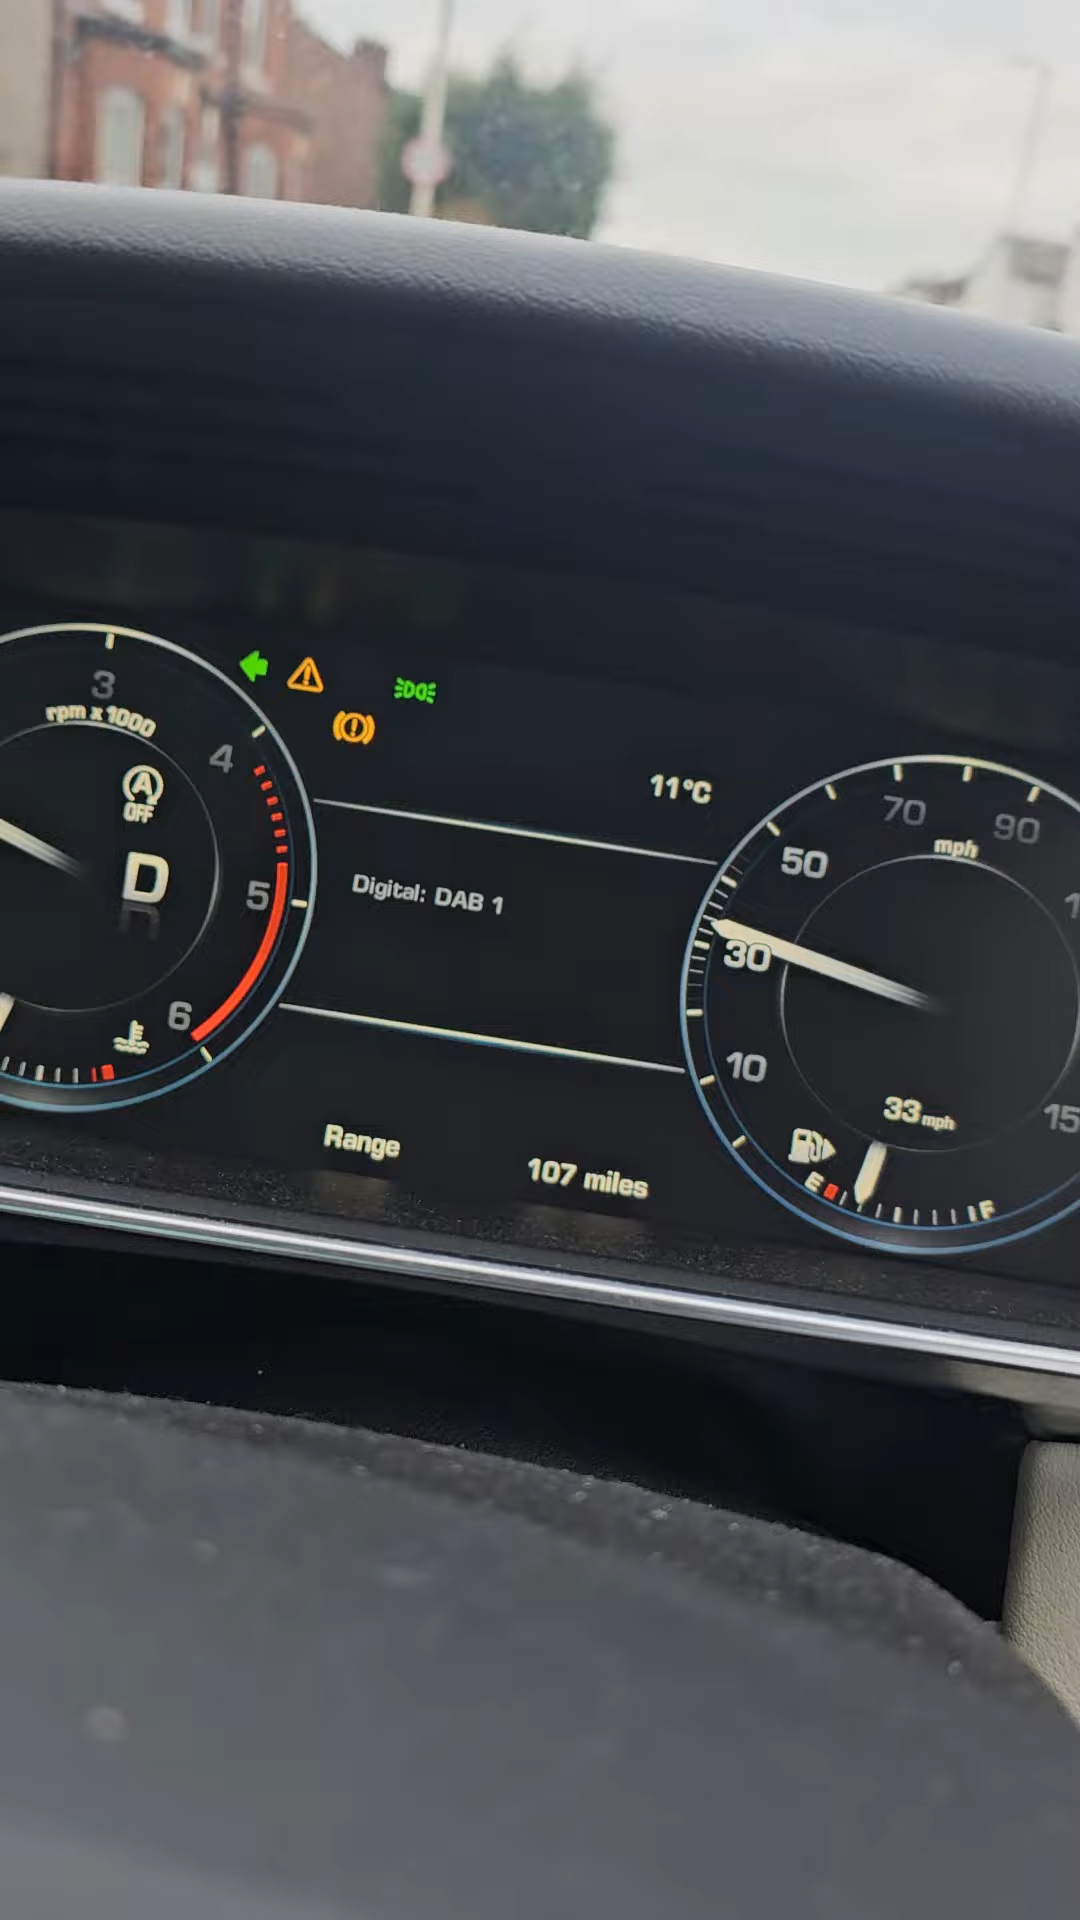 3
rpm x 1000
4
A
OFF
D
5
6
11°C
Digital: DAB 1
Range
107 miles
70
90
mph
50
30
10
33 mph
E
F